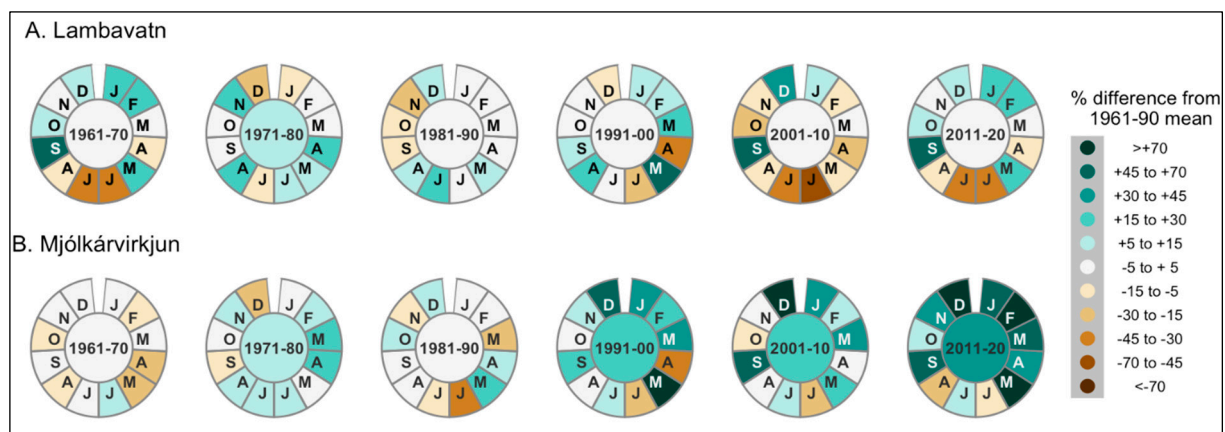 A. Lambavatn
J F M A M J J A S O N D 1961-70
J F M A M J J A S O N D 1971-80
J F M A M J J A S O N D 1981-90
J F M A M J J A S O N D 1991-00
J F M A M J J A S O N D 2001-10
J F M A M J J A S O N D 2011-20
B. Mjólkárvirkjun
J F M A M J J A S O N D 1961-70
J F M A M J J A S O N D 1971-80
J F M A M J J A S O N D 1981-90
J F M A M J J A S O N D 1991-00
J F M A M J J A S O N D 2001-10
J F M A M J J A S O N D 2011-20
% difference from
1961-90 mean
>+70
+45 to +70
+30 to +45
+15 to +30
+5 to +15
-5 to + 5
-15 to -5
-30 to -15
-45 to -30
-70 to -45
<-70